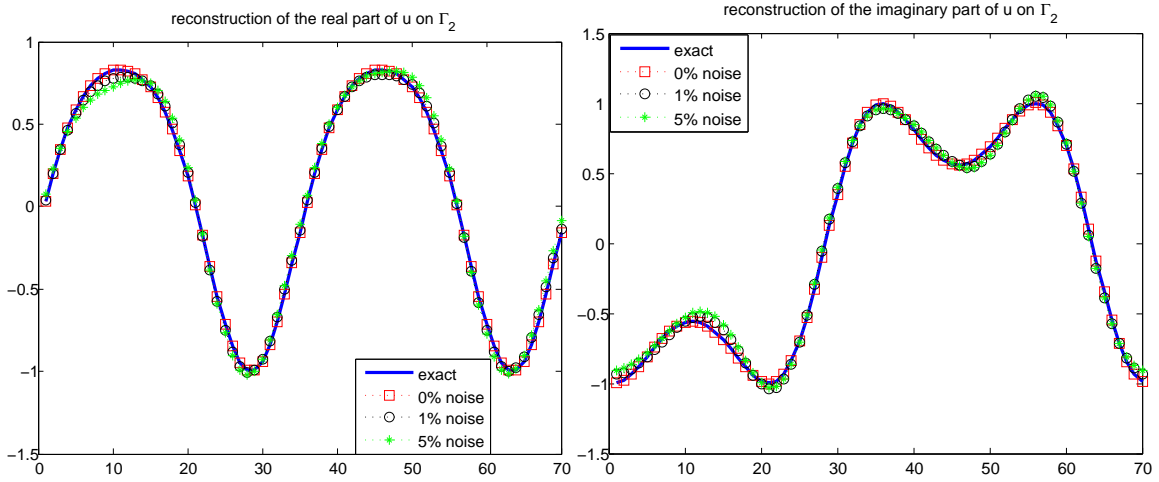 reconstruction of the real part of u on Γ2
1
0.5
0
−0.5
−1
−1.5
0 10 20 30 40 50 60 70
exact
0% noise
1% noise
5% noise
reconstruction of the imaginary part of u on Γ2
1.5
1
0.5
0
−0.5
−1
−1.5
0 10 20 30 40 50 60 70
exact
0% noise
1% noise
5% noise